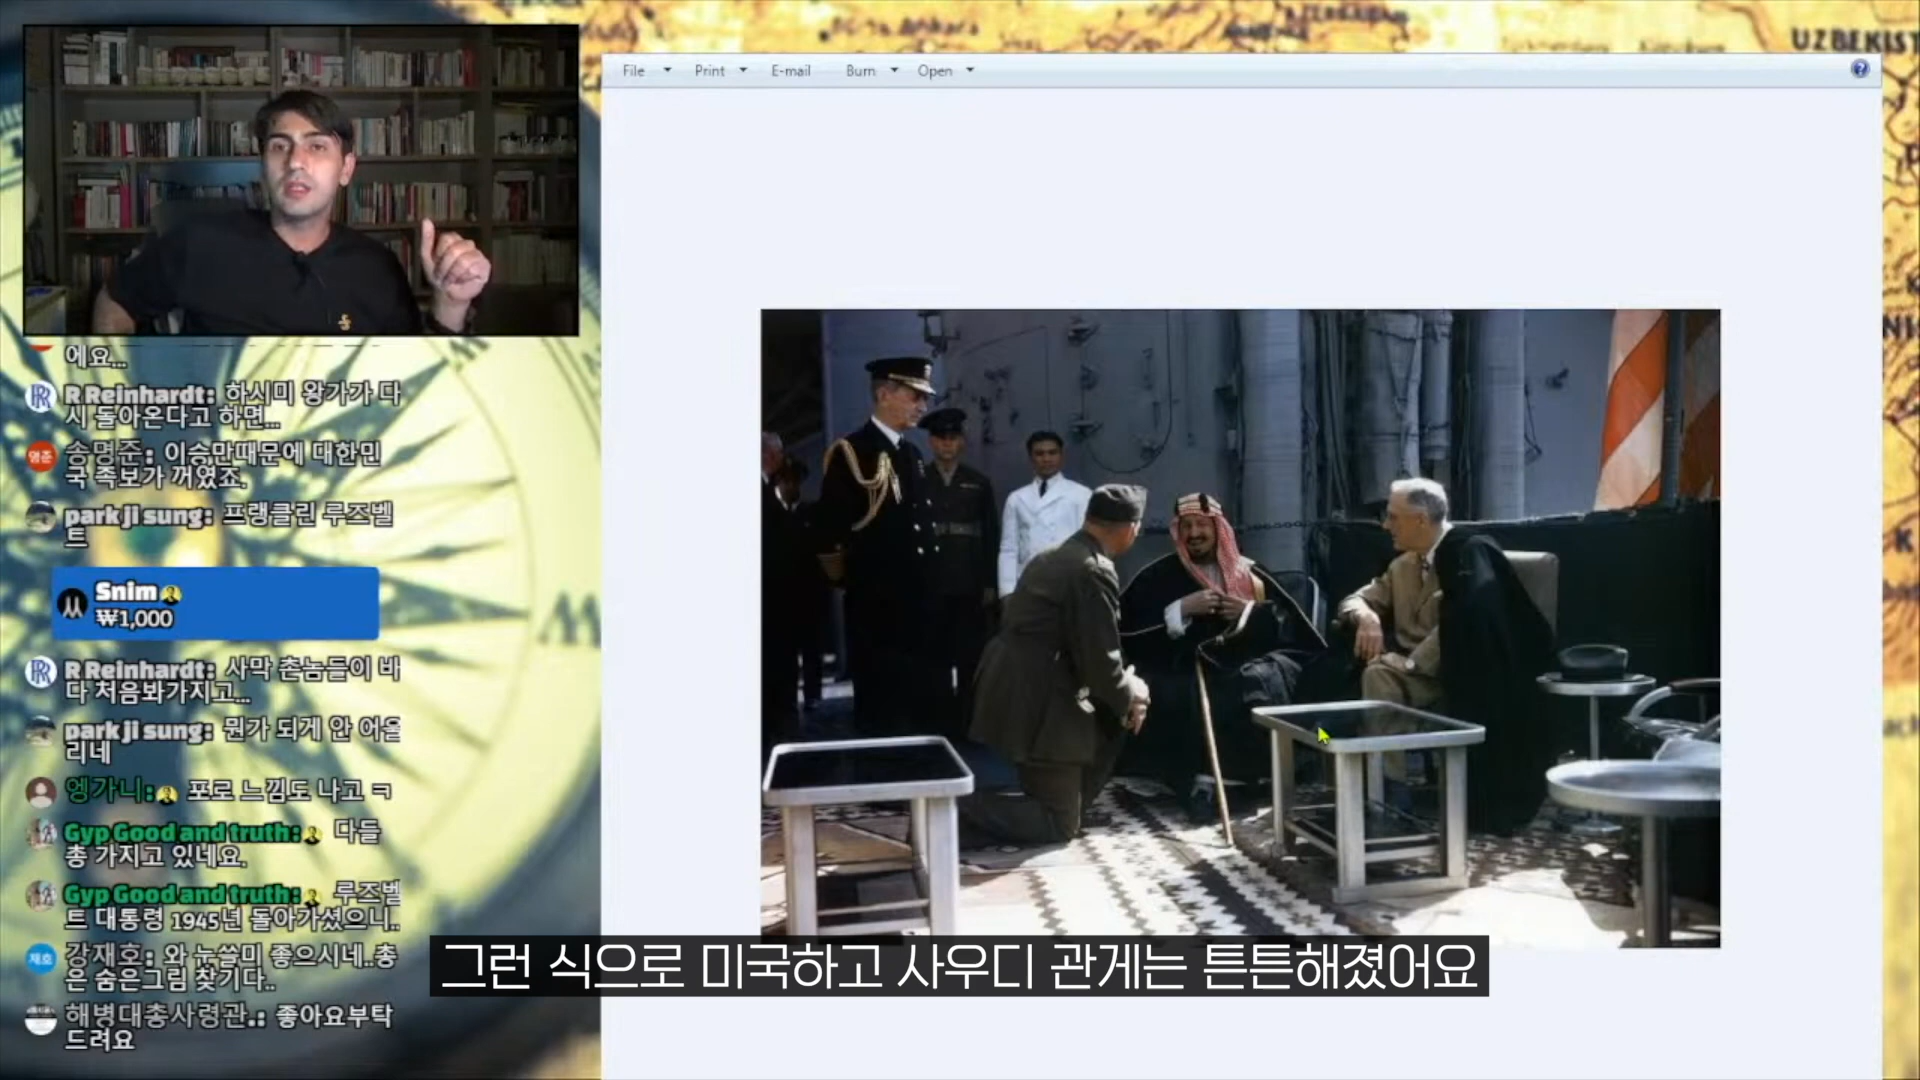 File
Print
E-mail
Burn
Open
UZBEKIST
에요...
R Reinhardt: 하시미 왕가가 다
시 돌아온다고 하면...
송명준: 이승만때문에 대한민
국 족보가 꺼였죠.
park ji sung: 프랭클린 루즈벨
트
Snim
₩1,000
R Reinhardt: 사막 촌놈들이 바
다 처음봐가지고...
park ji sung: 뭔가 되게 안 어울
리네
엥가니: 포로 느낌도 나고 ㅋ
Gyp Good and truth: 다들
총 가지고 있네요.
Gyp Good and truth: 루즈벨
트 대통령 1945년 돌아가셨으니..
강재호: 와 눈쓸미 좋으시네..총
은 숨은그림 찾기다..
해병대총사령관.: 좋아요부탁
드려요
그런 식으로 미국하고 사우디 관게는 튼튼해졌어요